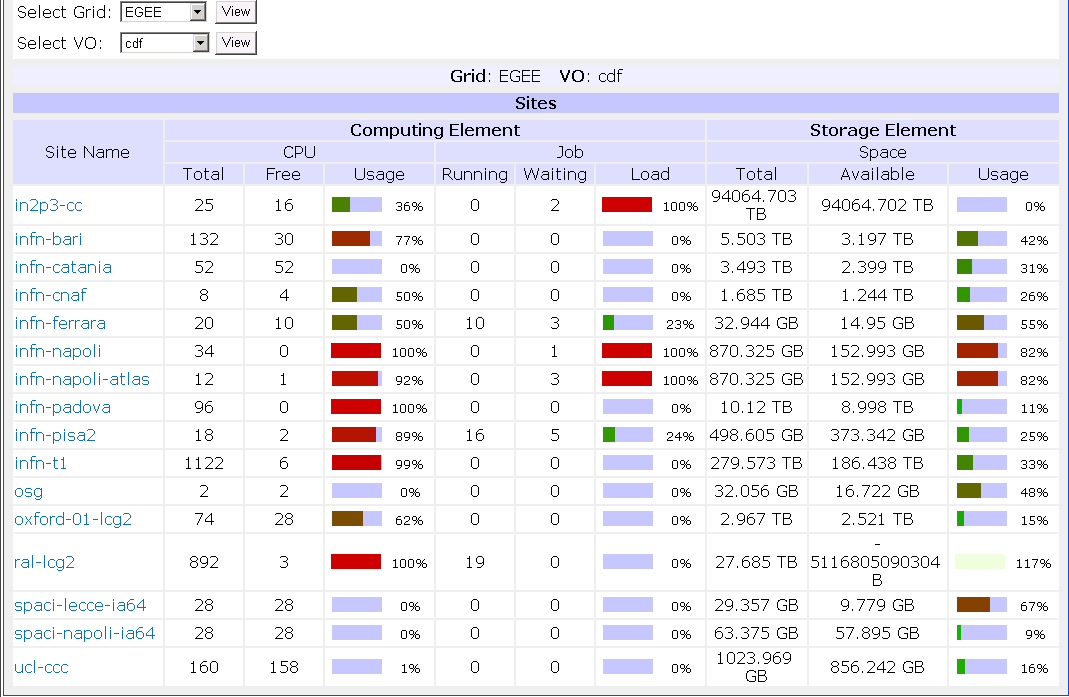 Select Grid: EGEE View
Select VO: cdf View
Grid: EGEE VO: cdf
Sites
Site Name Computing Element Storage Element
CPU Job Space
Total Free Usage Running Waiting Load Total Available Usage
in2p3-cc 25 16 36% 0 2 100% 94064.703 TB 94064.702 TB 0%
infn-bari 132 30 77% 0 0 0% 5.503 TB 3.197 TB 42%
infn-catania 52 52 0% 0 0 0% 3.493 TB 2.399 TB 31%
infn-cnaf 8 4 50% 0 0 0% 1.685 TB 1.244 TB 26%
infn-ferrara 20 10 50% 10 3 23% 32.944 GB 14.95 GB 55%
infn-napoli 34 0 100% 0 1 100% 870.325 GB 152.993 GB 82%
infn-napoli-atlas 12 1 92% 0 3 100% 870.325 GB 152.993 GB 82%
infn-padova 96 0 100% 0 0 0% 10.12 TB 8.998 TB 11%
infn-pisa2 18 2 89% 16 5 24% 498.605 GB 373.342 GB 25%
infn-t1 1122 6 99% 0 0 0% 279.573 TB 186.438 TB 33%
osg 2 2 0% 0 0 0% 32.056 GB 16.722 GB 48%
oxford-01-lcg2 74 28 62% 0 0 0% 2.967 TB 2.521 TB 15%
ral-lcg2 892 3 100% 19 0 0% 27.685 TB -5116805090304 B 117%
spaci-lecce-ia64 28 28 0% 0 0 0% 29.357 GB 9.779 GB 67%
spaci-napoli-ia64 28 28 0% 0 0 0% 63.375 GB 57.895 GB 9%
ucl-ccc 160 158 1% 0 0 0% 1023.969 GB 856.242 GB 16%